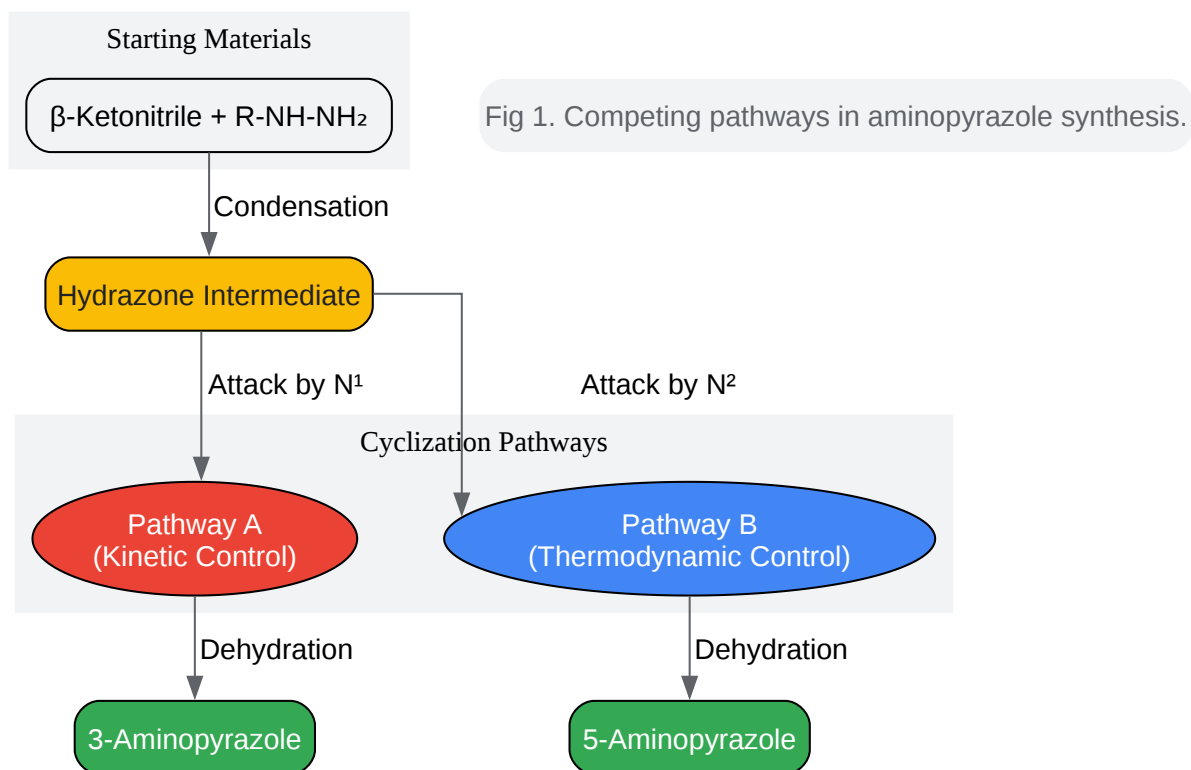 Starting Materials
β-Ketonitrile + R-NH-NH₂
Fig 1. Competing pathways in aminopyrazole synthesis.
Condensation
Hydrazone Intermediate
Attack by N¹
Attack by N²
Cyclization Pathways
Pathway A
(Kinetic Control)
Pathway B
(Thermodynamic Control)
Dehydration
Dehydration
3-Aminopyrazole
5-Aminopyrazole